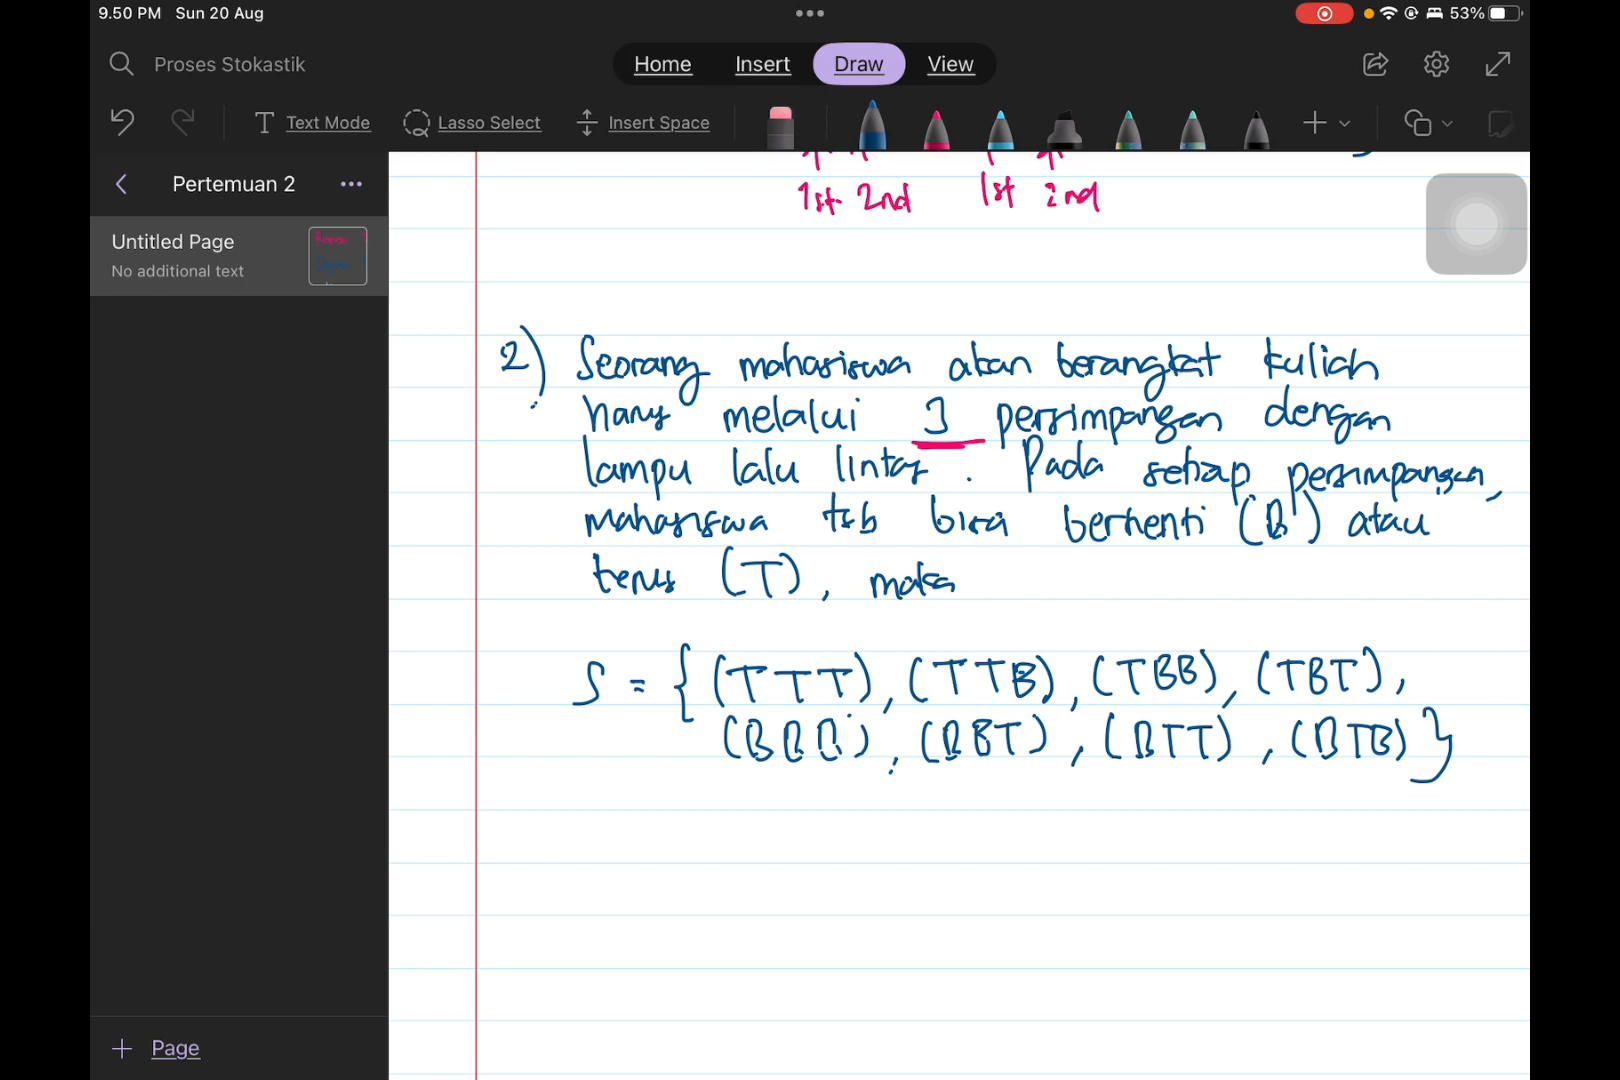 9.50 PM Sun 20 Aug
53%
Proses Stokastik
Home Insert Draw View
Text Mode Lasso Select Insert Space
Pertemuan 2
Untitled Page
No additional text
Page
1st 2nd 1st 2nd
2) Seorang mahasiswa akan berangkat kuliah
harus melalui 3 persimpangan dengan
lampu lalu lintas. Pada setiap persimpangan,
mahasiswa tsb bisa berhenti (B) atau
terus (T), maka
S = {(TTT), (TTB), (TBB), (TBT),
(BBB), (BBT), (BTT), (BTB)}